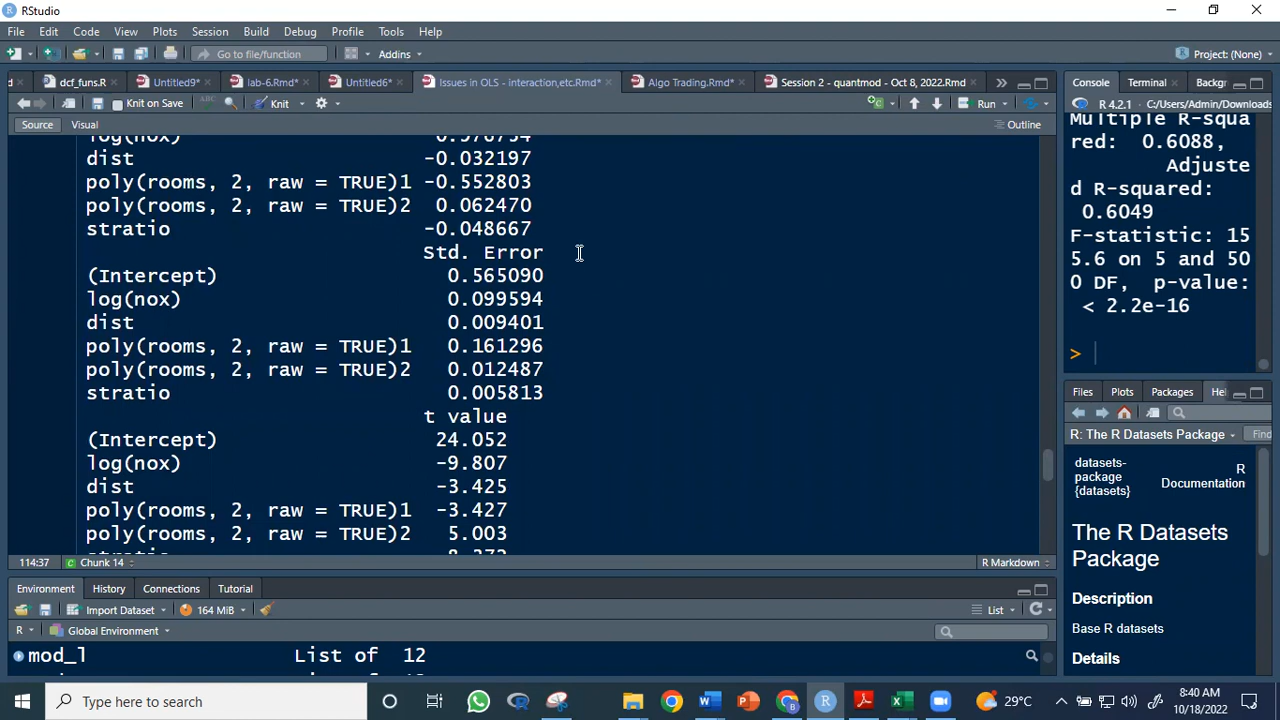 RStudio
File Edit Code View Plots Session Build Debug Profile Tools Help
Go to file/function Addins Project: (None)
d dcf_funs.R Untitled9* lab-6.Rmd* Untitled6* Issues in OLS - interaction,etc.Rmd* Algo Trading.Rmd* Session 2 - quantmod - Oct 8, 2022.Rmd
Knit on Save ABC Knit Run
Source Visual Outline
log(nox)
dist -0.032197
poly(rooms, 2, raw = TRUE)1 -0.552803
poly(rooms, 2, raw = TRUE)2 0.062470
stratio -0.048667
Std. Error
(Intercept) 0.565090
log(nox) 0.099594
dist 0.009401
poly(rooms, 2, raw = TRUE)1 0.161296
poly(rooms, 2, raw = TRUE)2 0.012487
stratio 0.005813
t value
(Intercept) 24.052
log(nox) -9.807
dist -3.425
poly(rooms, 2, raw = TRUE)1 -3.427
poly(rooms, 2, raw = TRUE)2 5.003
114:37 Chunk 14 R Markdown
Environment History Connections Tutorial
Import Dataset 164 MiB List
R Global Environment
mod_l List of 12
Console Terminal Backgr
R 4.2.1 C:/Users/Admin/Downloads
Multiple R-squa
red: 0.6088,
Adjuste
d R-squared:
0.6049
F-statistic: 15
5.6 on 5 and 50
0 DF, p-value:
< 2.2e-16
>
Files Plots Packages Hel
R: The R Datasets Package Find
datasets-
package
{datasets}
R
Documentation
The R Datasets
Package
Description
Base R datasets
Details
Type here to search
29°C
8:40 AM
10/18/2022